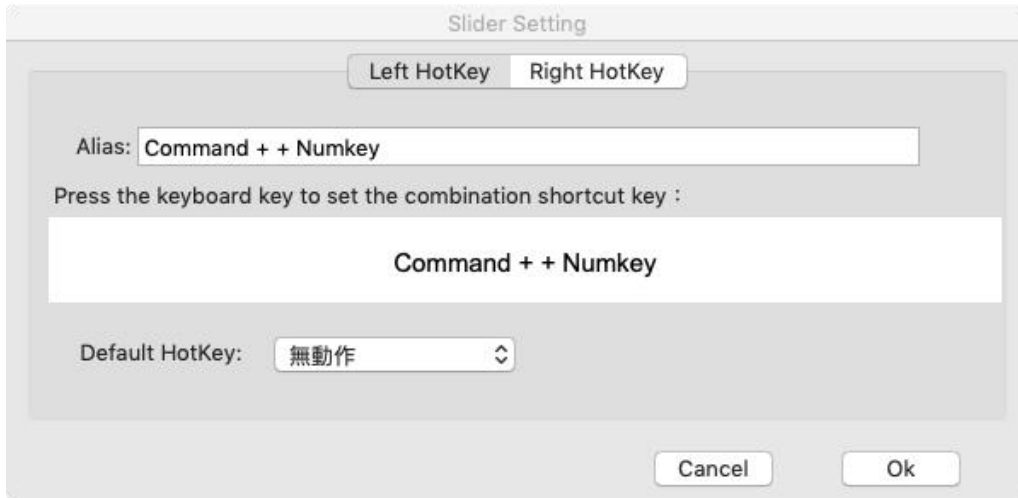 Slider Setting
Left HotKey Right HotKey
Alias: Command + + Numkey
Press the keyboard key to set the combination shortcut key：
Command + + Numkey
Default HotKey: 無動作
Cancel Ok